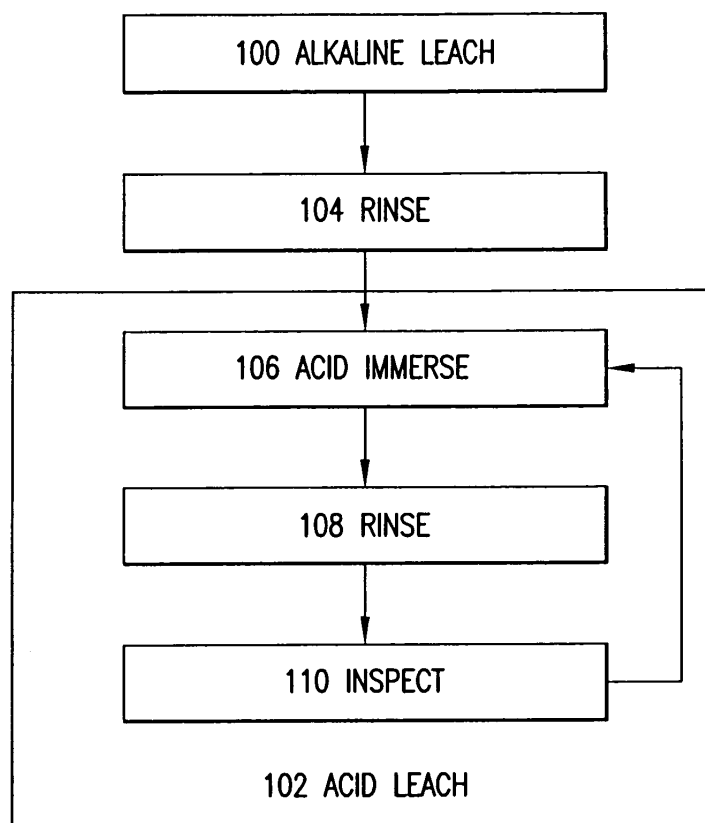 100 ALKALINE LEACH
104 RINSE
106 ACID IMMERSE
108 RINSE
110 INSPECT
102 ACID LEACH